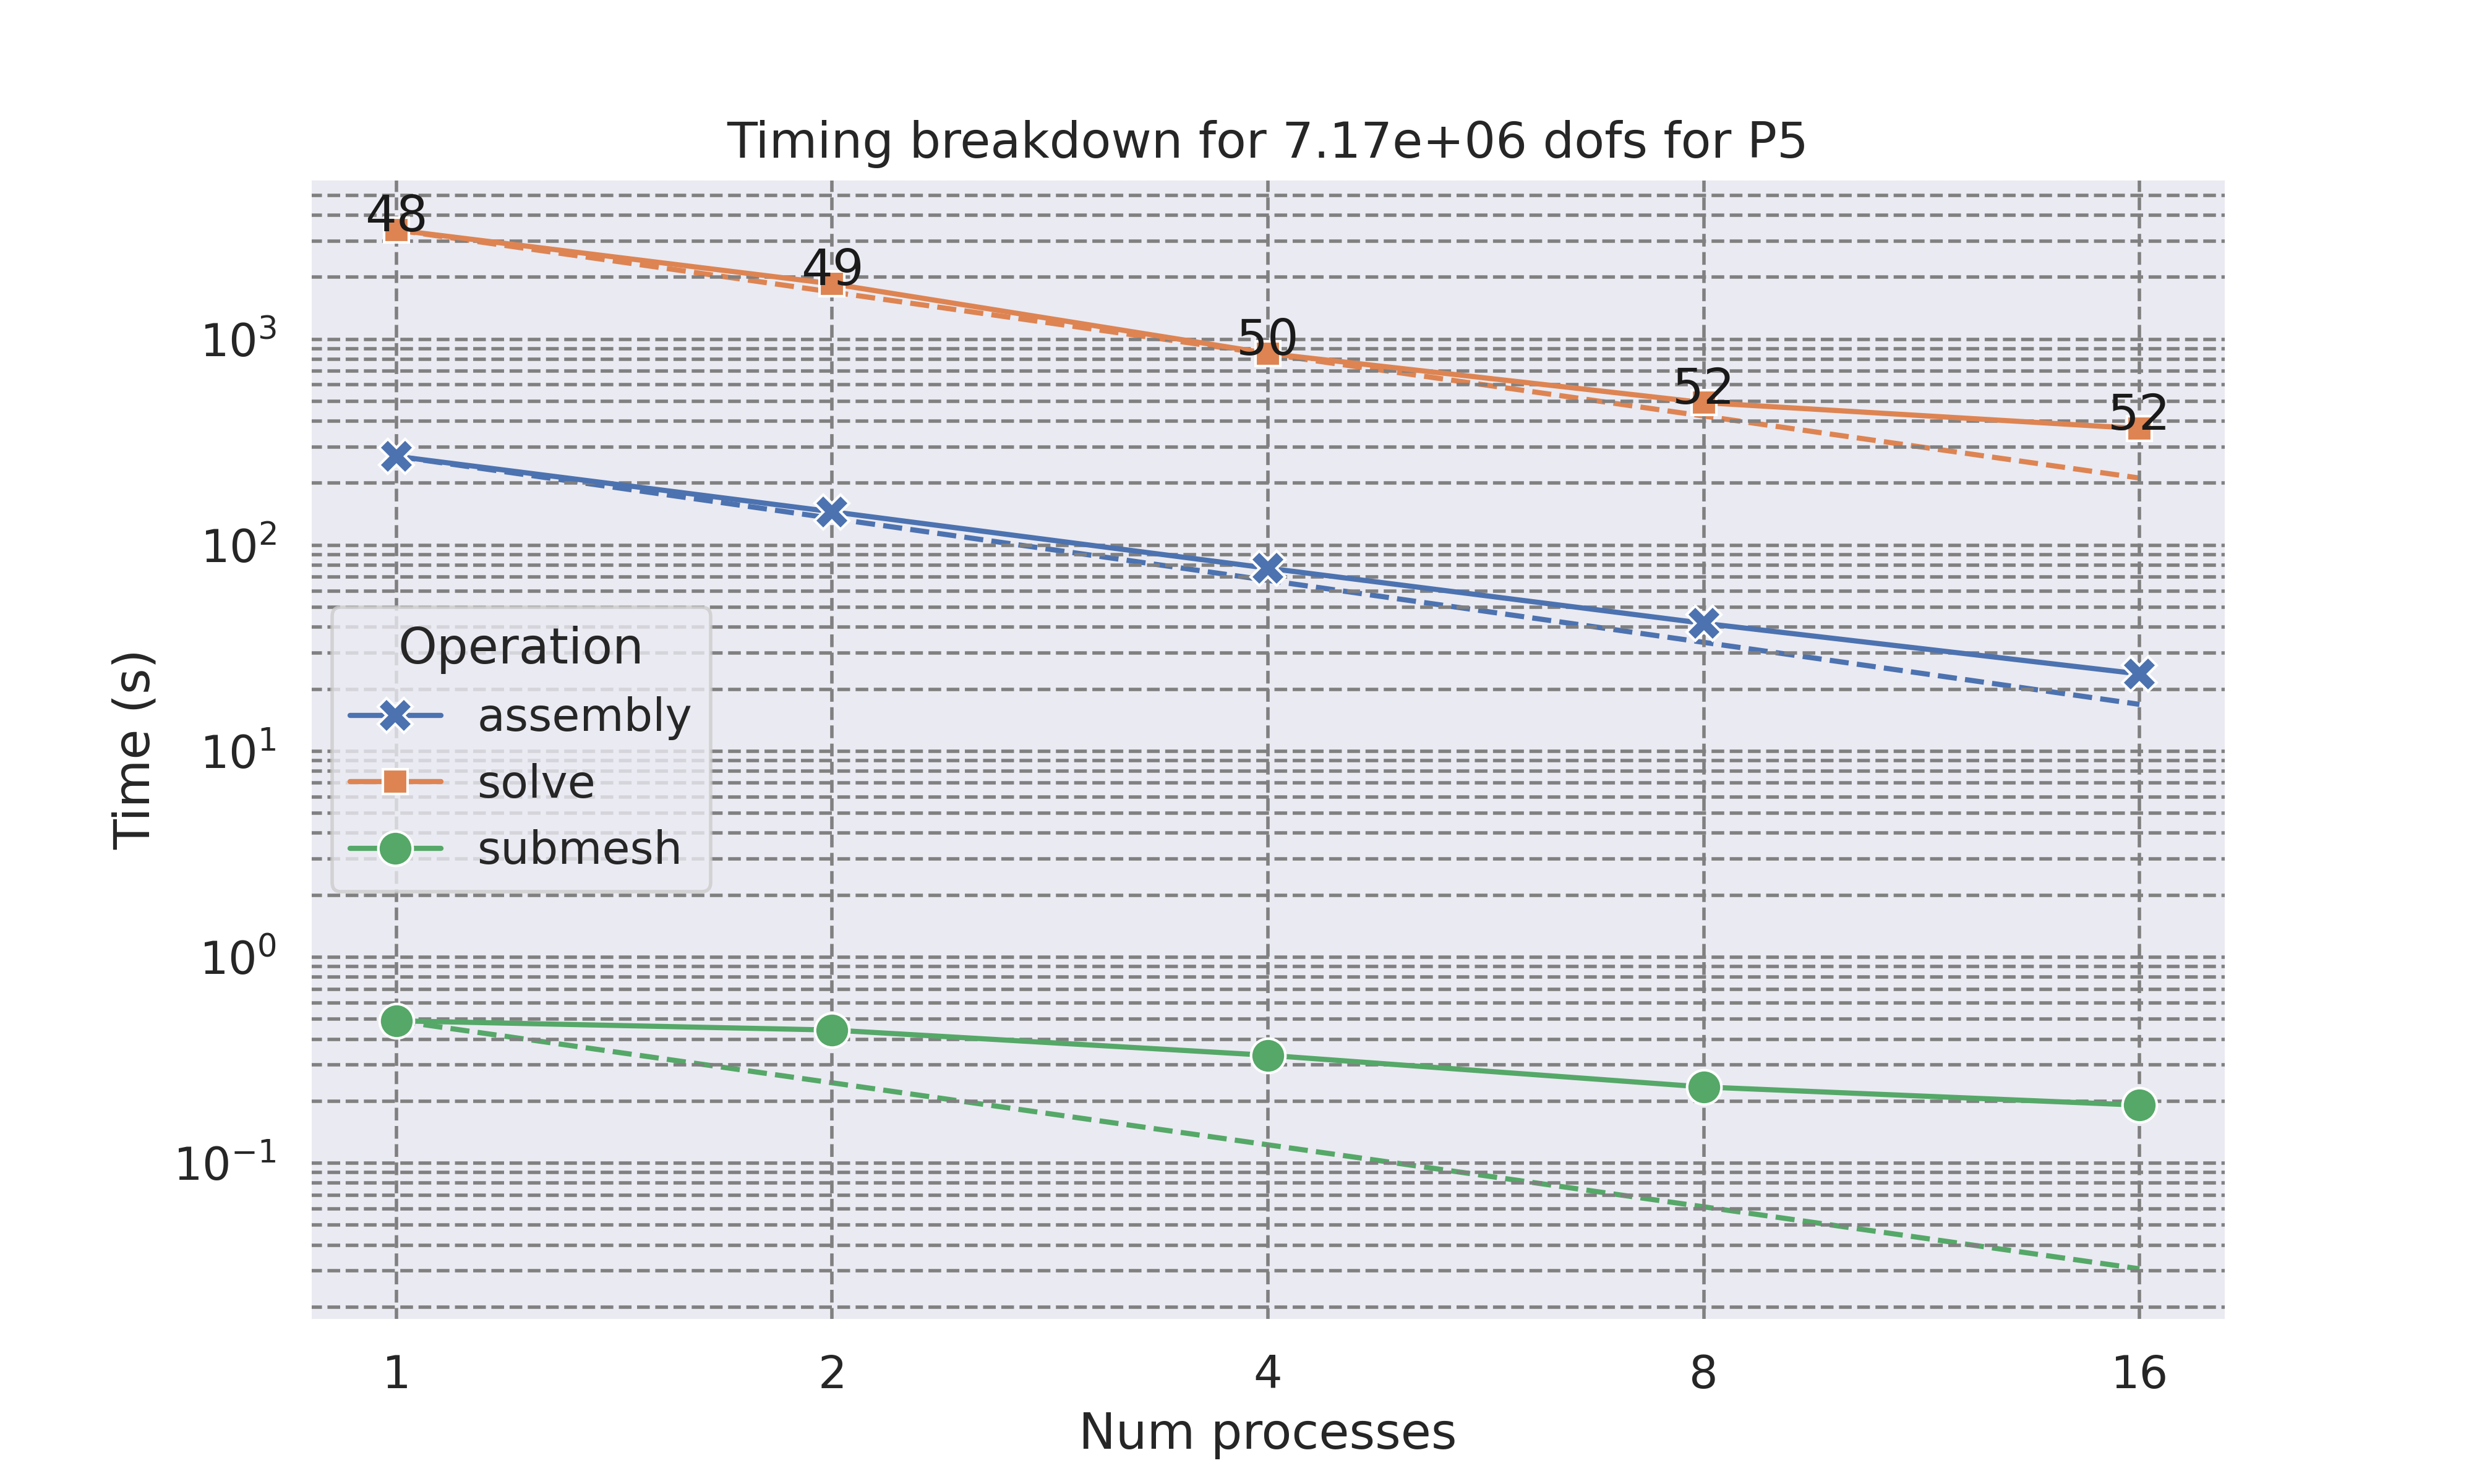 Timing breakdown for 7.17e+06 dofs for P5
48
49
50
52
52
10³
10²
10¹
10⁰
10⁻¹
Time (s)
Operation
assembly
solve
submesh
1 2 4 8 16
Num processes